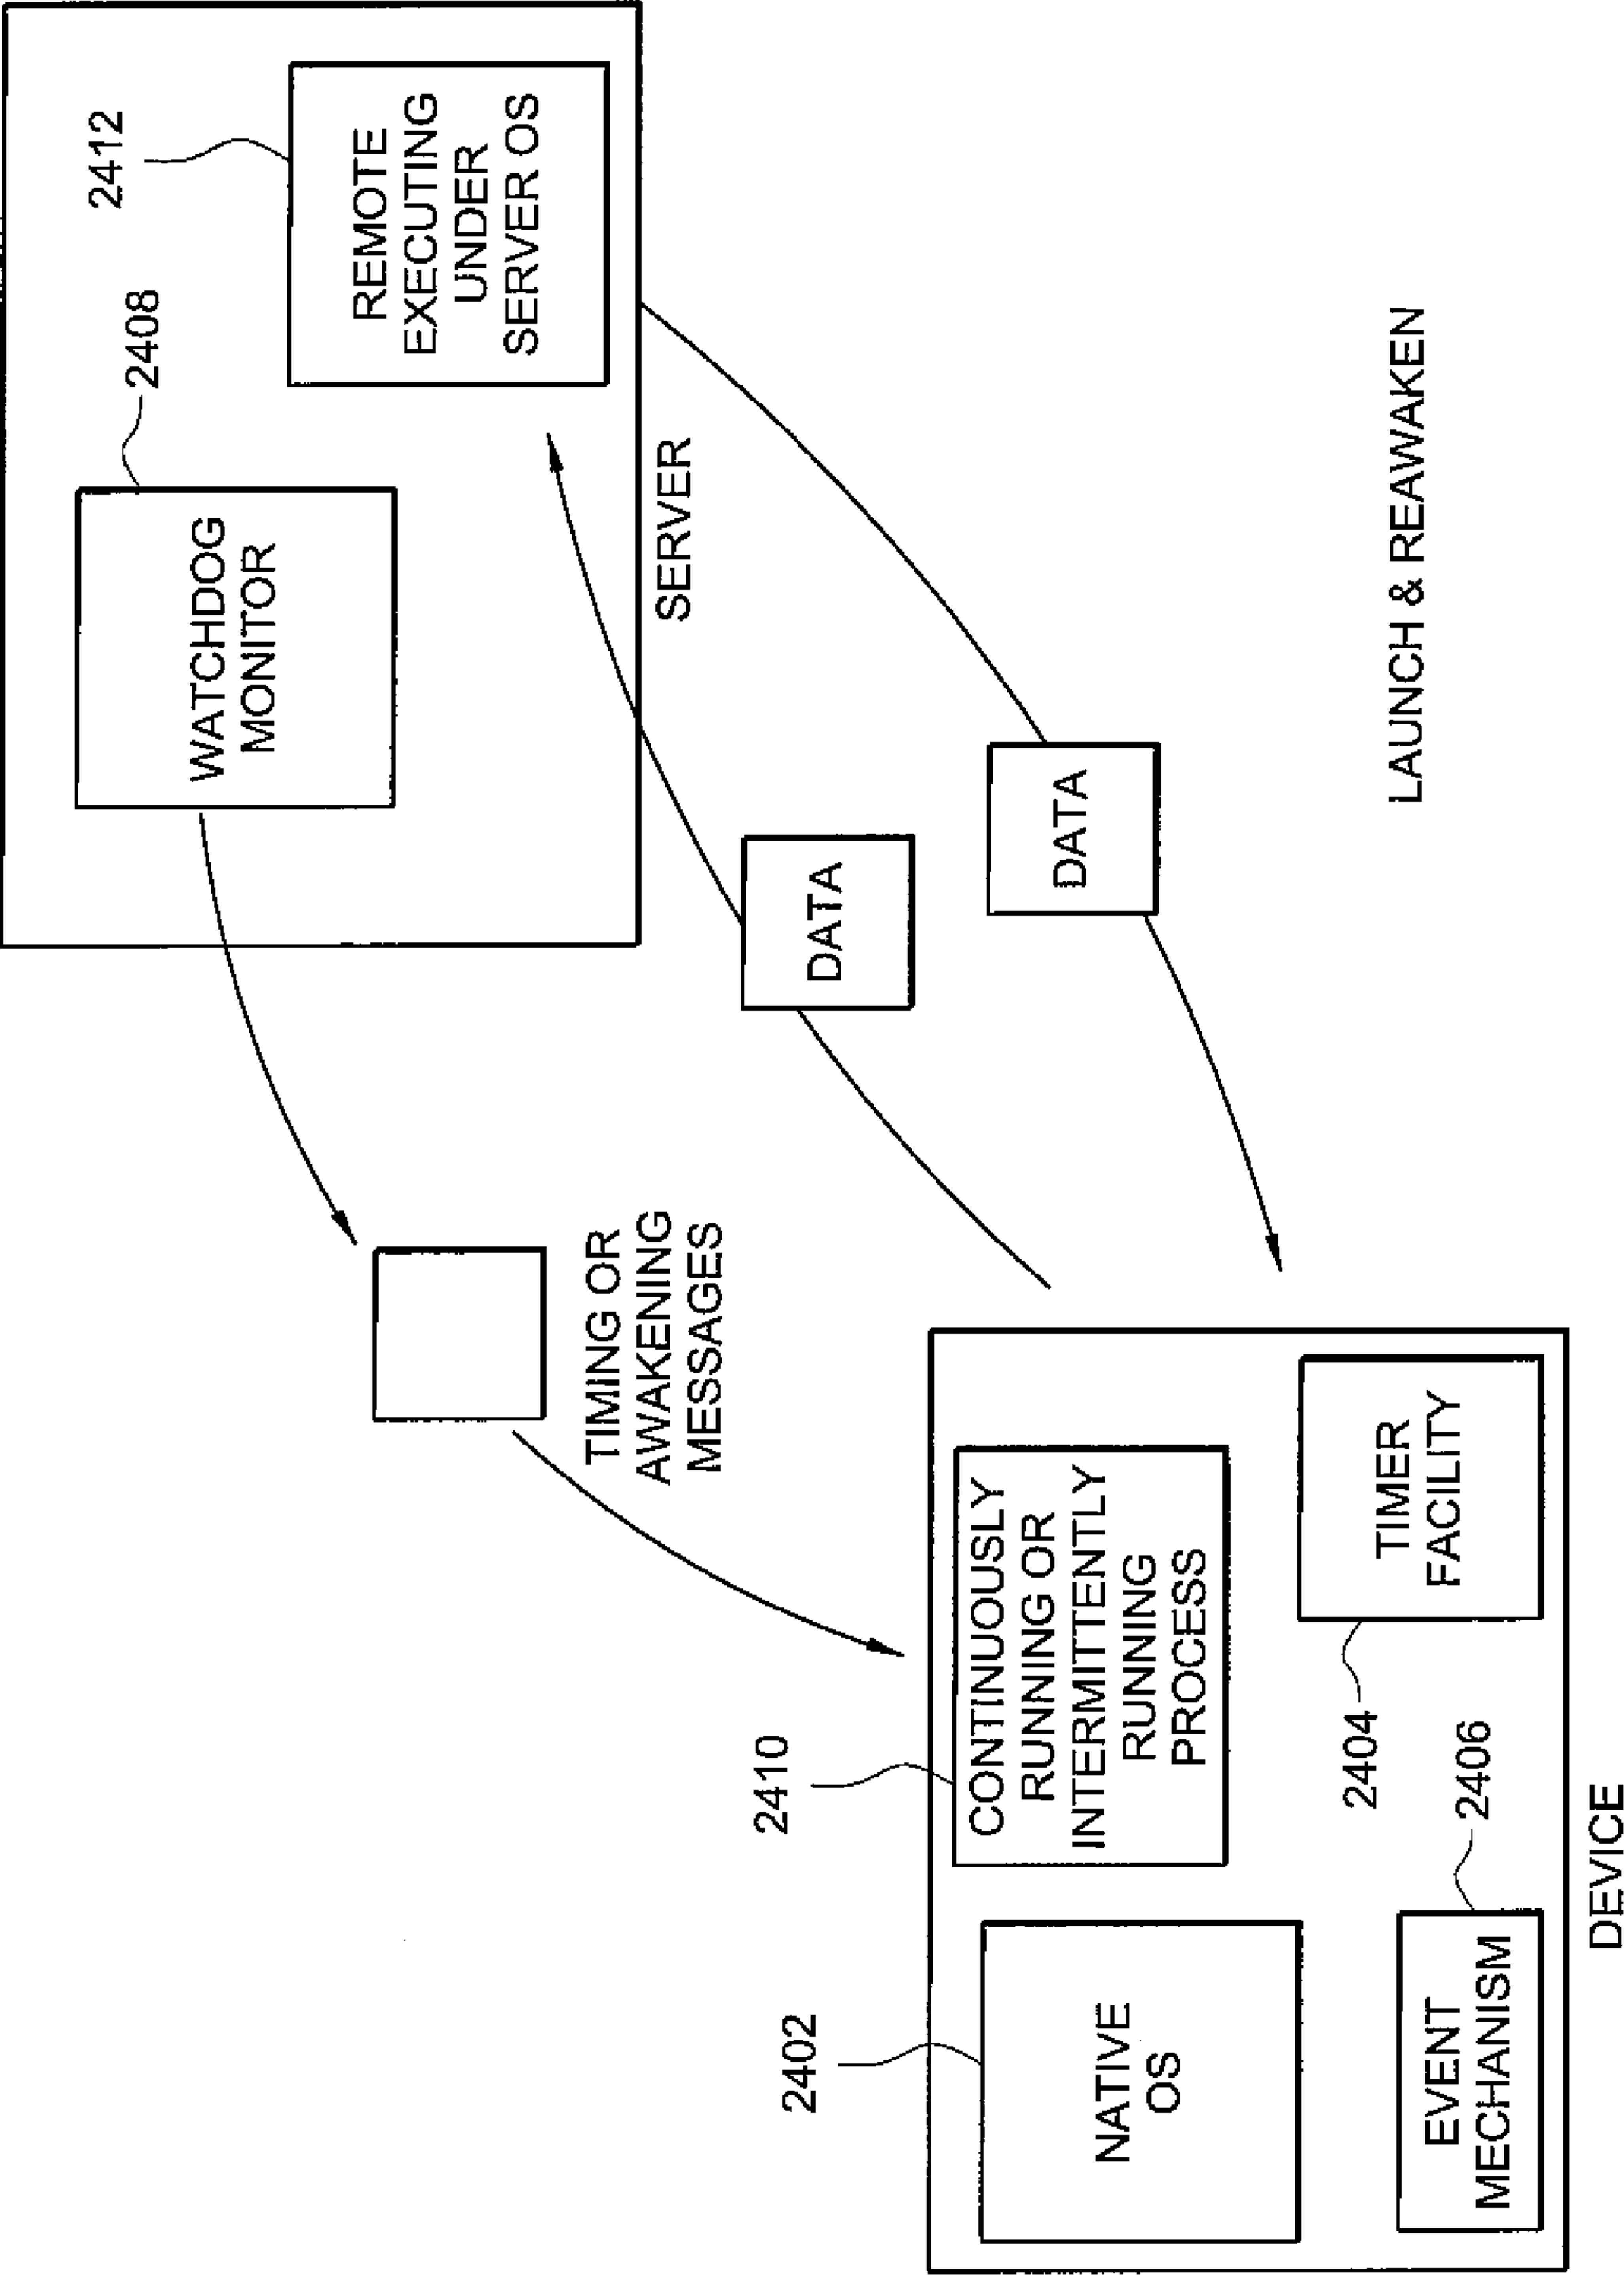 2412
REMOTE
EXECUTING
UNDER
SERVER OS
2408
WATCHDOG
MONITOR
SERVER
TIMING OR
AWAKENING
MESSAGES
DATA
DATA
LAUNCH & REAWAKEN
2410
CONTINUOUSLY
RUNNING OR
INTERMITTENTLY
RUNNING
PROCESS
2402
NATIVE
OS
TIMER
FACILITY
2404
2406
EVENT
MECHANISM
DEVICE